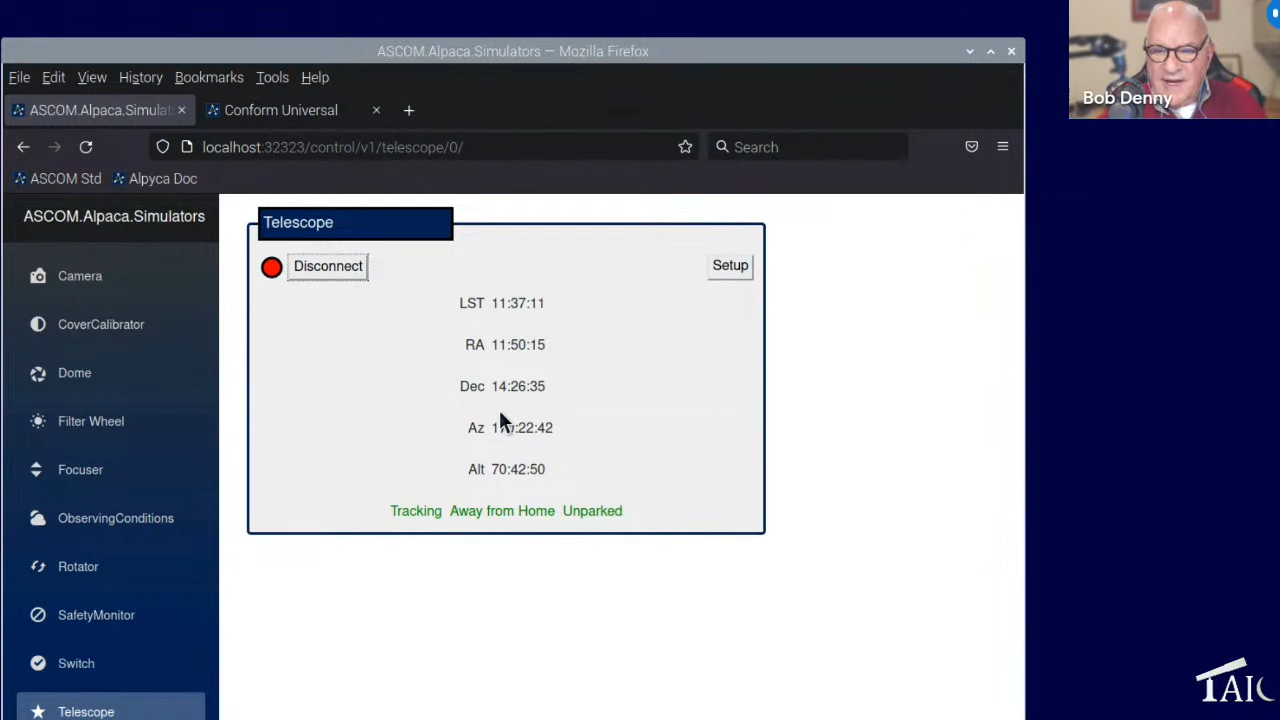 ASCOM.Alpaca.Simulators — Mozilla Firefox
File Edit View History Bookmarks Tools Help
ASCOM.Alpaca.Simulat Conform Universal
localhost:32323/control/v1/telescope/0/ Search
ASCOM Std Alpyca Doc
Bob Denny
ASCOM.Alpaca.Simulators
Camera
CoverCalibrator
Dome
Filter Wheel
Focuser
ObservingConditions
Rotator
SafetyMonitor
Switch
Telescope
Telescope
Disconnect Setup
LST 11:37:11
RA 11:50:15
Dec 14:26:35
Az
Alt 70:42:50
Tracking Away from Home Unparked
TAIC